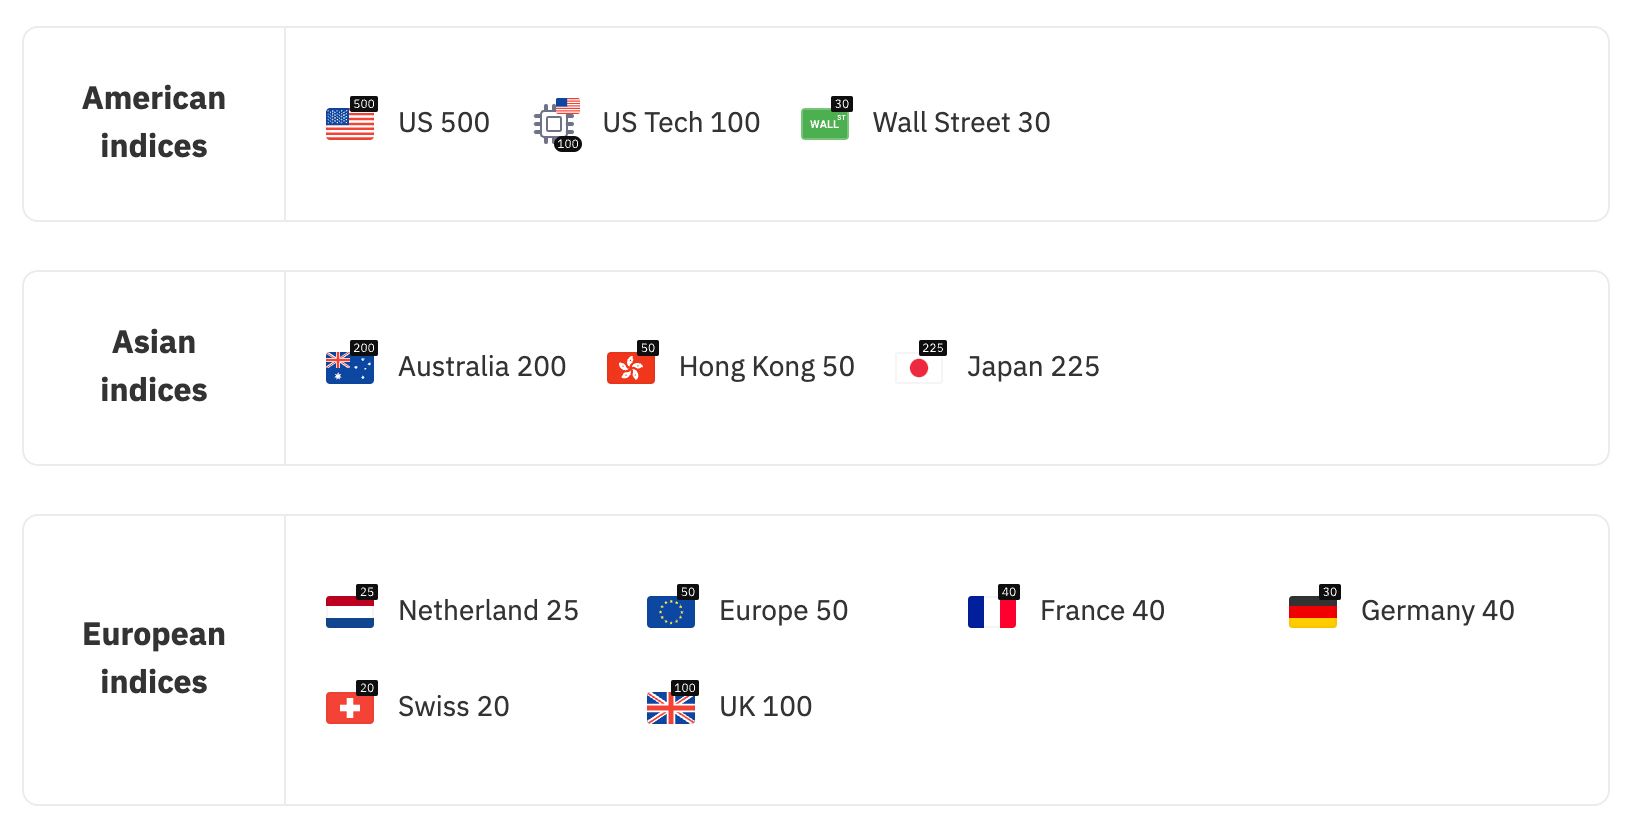 American
indices
500
US 500
100
US Tech 100
30
WALL ST
Wall Street 30
Asian
indices
200
Australia 200
50
Hong Kong 50
225
Japan 225
European
indices
25
Netherland 25
50
Europe 50
40
France 40
30
Germany 40
20
Swiss 20
100
UK 100